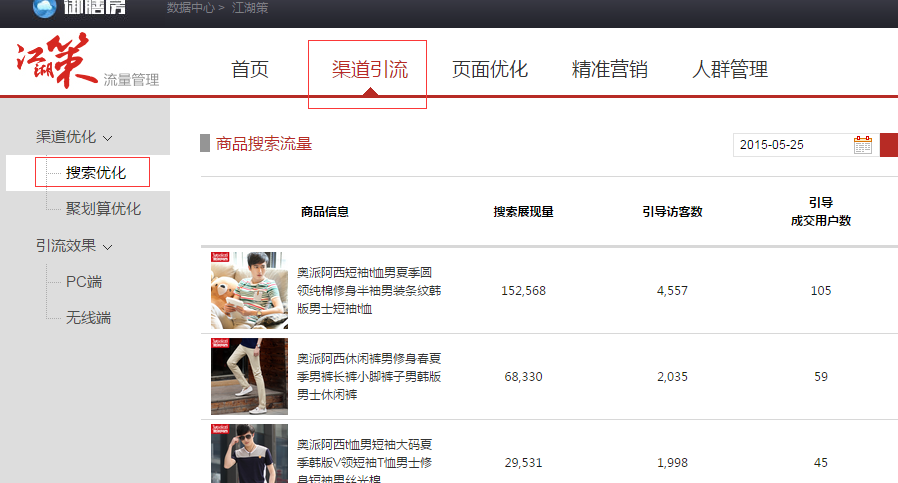 御膳房
数据中心 > 江湖策
江湖策 流量管理
首页 渠道引流 页面优化 精准营销 人群管理
渠道优化
搜索优化
聚划算优化
引流效果
PC端
无线端
商品搜索流量
2015-05-25
商品信息 搜索展现量 引导访客数 引导
成交用户数
奥派阿西短袖t恤男夏季圆
领纯棉修身半袖男装条纹韩
版男士短袖t恤
152,568 4,557 105
奥派阿西休闲裤男修身春夏
季男裤长裤小脚裤子男韩版
男士休闲裤
68,330 2,035 59
奥派阿西t恤男短袖大码夏
季韩版V领短袖T恤男士修
身短袖男丝光棉
29,531 1,998 45